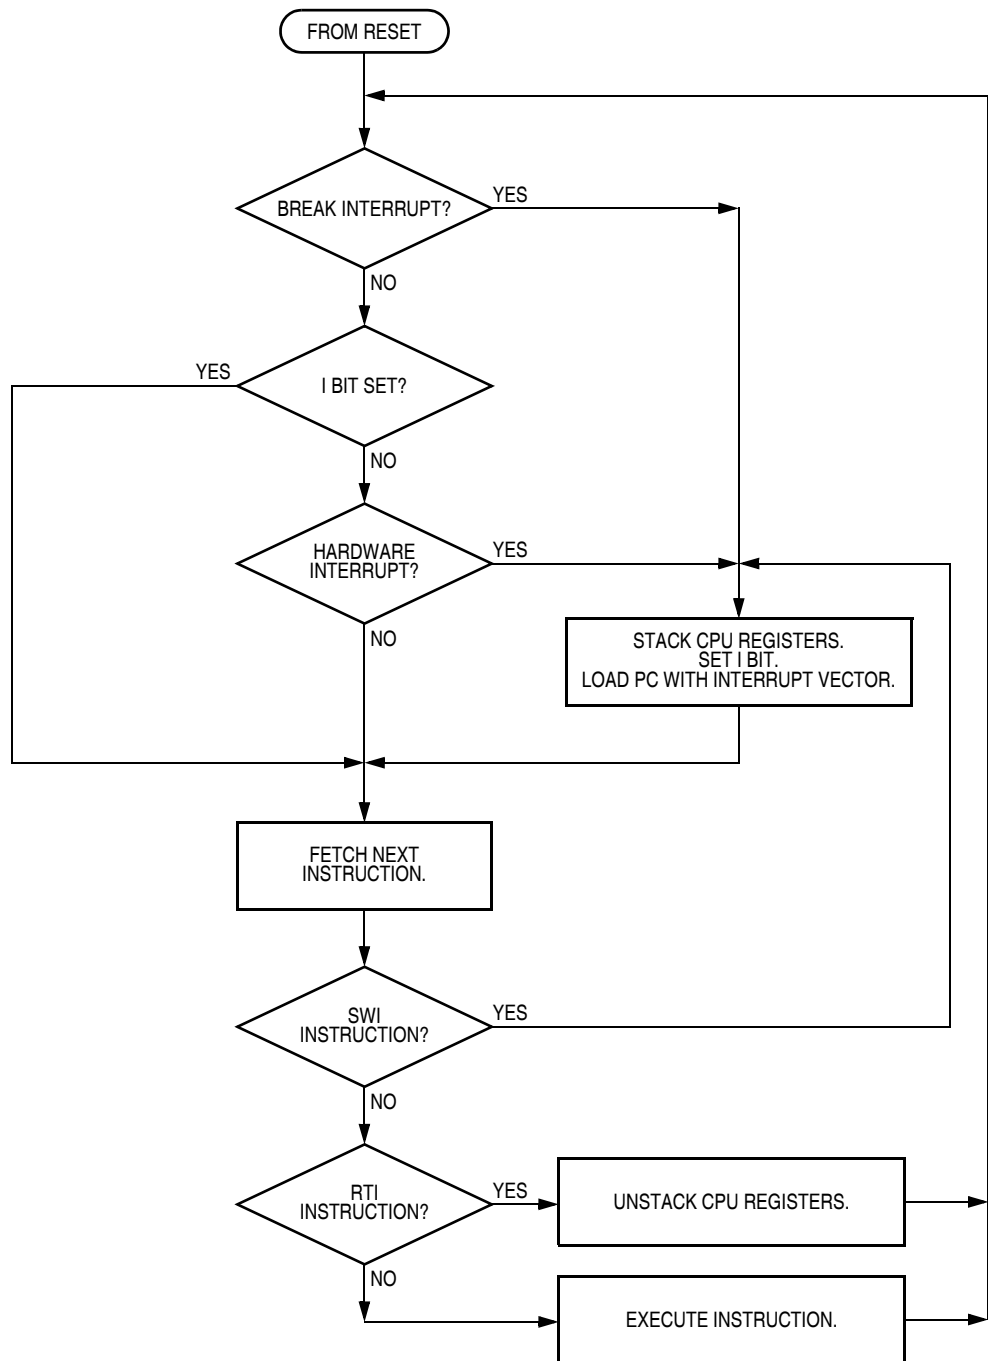 FROM RESET
BREAK INTERRUPT?
YES
NO
YES
I BIT SET?
NO
HARDWARE
INTERRUPT?
YES
NO
STACK CPU REGISTERS.
SET I BIT.
LOAD PC WITH INTERRUPT VECTOR.
FETCH NEXT
INSTRUCTION.
SWI
INSTRUCTION?
YES
NO
RTI
INSTRUCTION?
YES
UNSTACK CPU REGISTERS.
NO
EXECUTE INSTRUCTION.